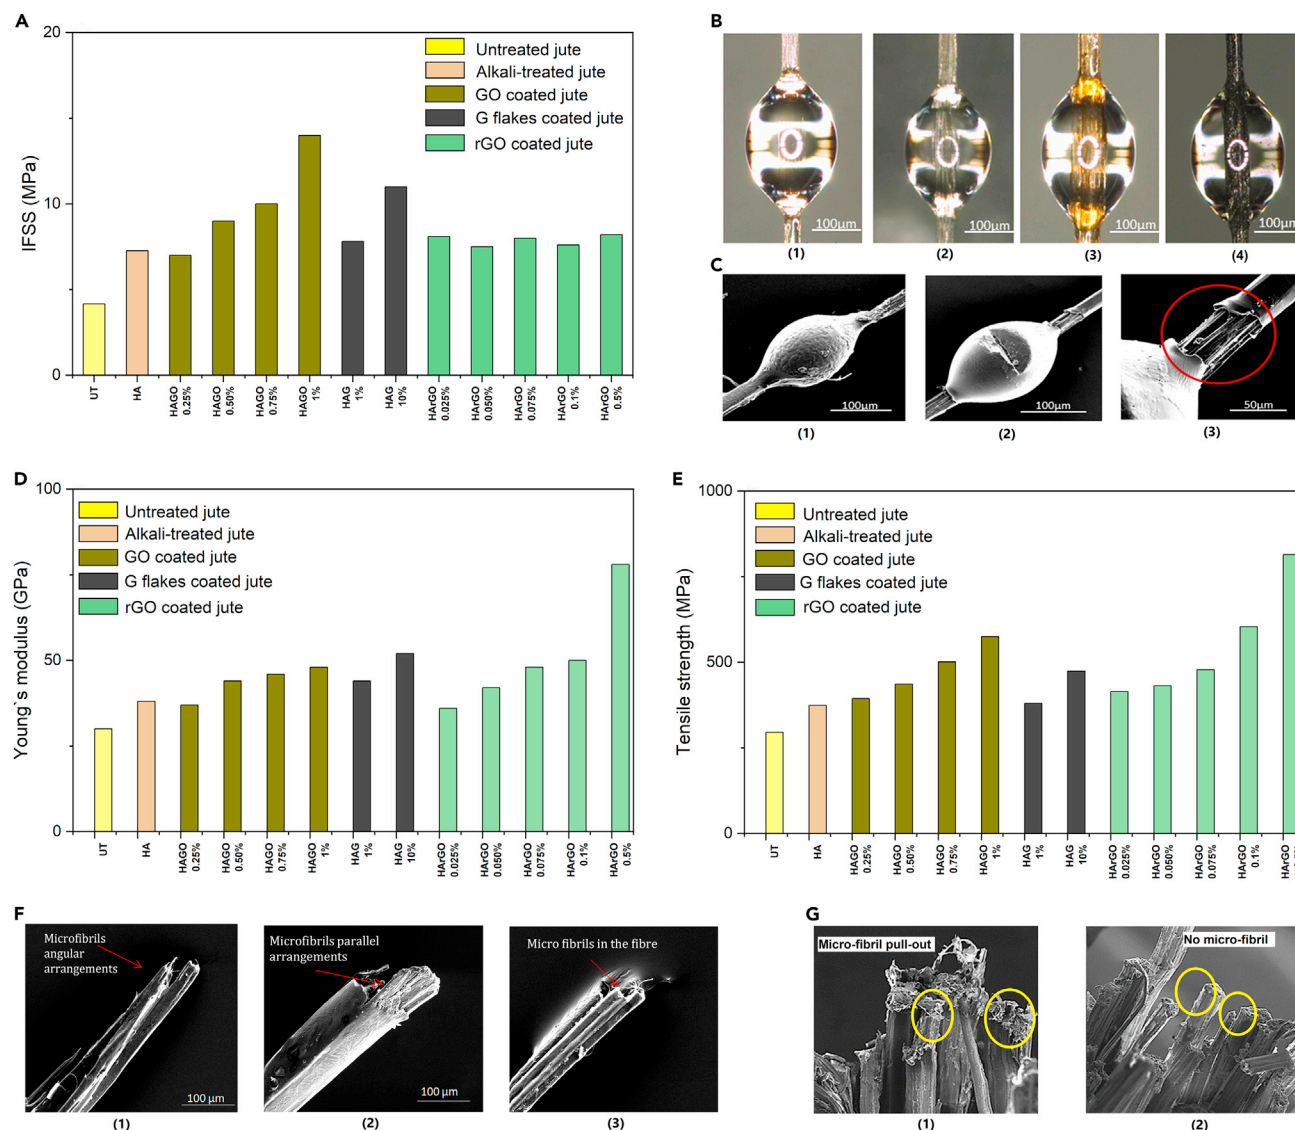 A
IFSS (MPa)
20
10
0
Untreated jute
Alkali-treated jute
GO coated jute
G flakes coated jute
rGO coated jute
UT
HA
HAGO
0.25%
HAGO
0.50%
HAGO
0.75%
HAGO
1%
HAG
1%
HAG
10%
HArGO
0.025%
HArGO
0.050%
HArGO
0.075%
HArGO
0.1%
HArGO
0.5%
B
100μm
100μm
100μm
100μm
(1)
(2)
(3)
(4)
C
100μm
100μm
50μm
(1)
(2)
(3)
D
Young`s modulus (GPa)
100
50
0
Untreated jute
Alkali-treated jute
GO coated jute
G flakes coated jute
rGO coated jute
UT
HA
HAGO
0.25%
HAGO
0.50%
HAGO
0.75%
HAGO
1%
HAG
1%
HAG
10%
HArGO
0.025%
HArGO
0.050%
HArGO
0.075%
HArGO
0.1%
HArGO
0.5%
E
Tensile strength (MPa)
1000
500
0
Untreated jute
Alkali-treated jute
GO coated jute
G flakes coated jute
rGO coated jute
UT
HA
HAGO
0.25%
HAGO
0.50%
HAGO
0.75%
HAGO
1%
HAG
1%
HAG
10%
HArGO
0.025%
HArGO
0.050%
HArGO
0.075%
HArGO
0.1%
HArGO
F
Microfibrils
angular
arrangements
100 μm
(1)
Microfibrils parallel
arrangements
100 μm
(2)
Micro fibrils in the fibre
(3)
G
Micro-fibril pull-out
(1)
No micro-fibril
(2)